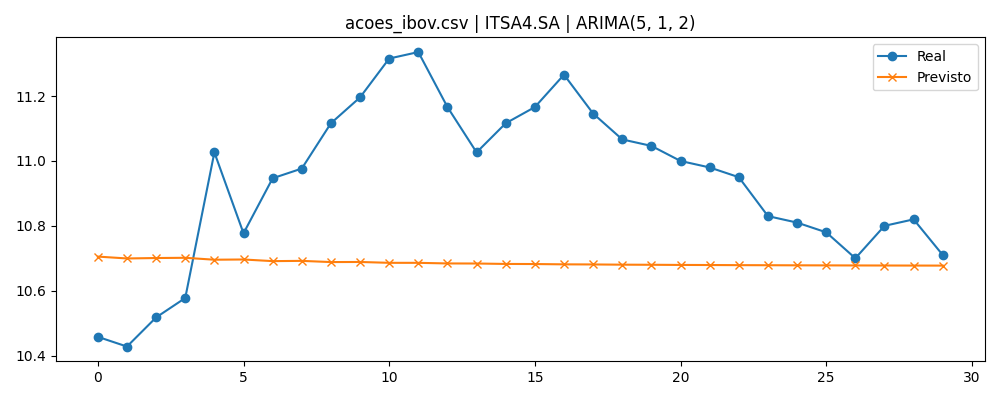 acoes_ibov.csv | ITSA4.SA | ARIMA(5, 1, 2)
Real
Previsto
11.2
11.0
10.8
10.6
10.4
0 5 10 15 20 25 30